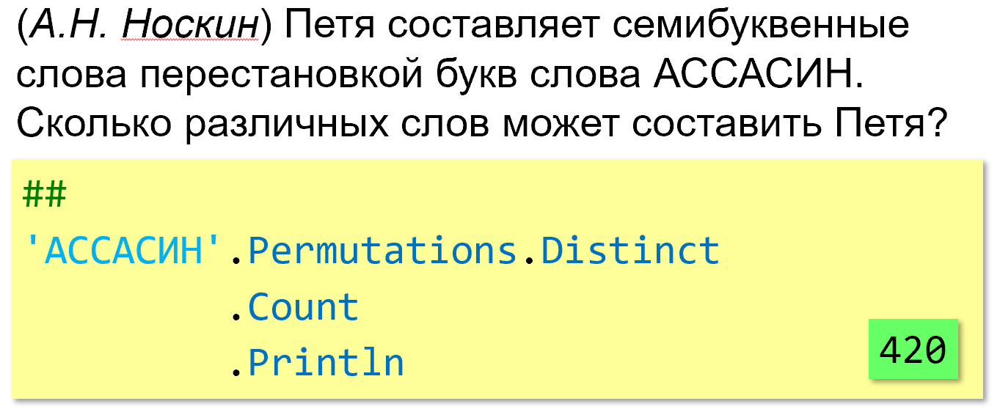 (А.Н. Носкин) Петя составляет семибуквенные
слова перестановкой букв слова АССАСИН.
Сколько различных слов может составить Петя?
##
'АССАСИН'.Permutations.Distinct
.Count
.Println
420